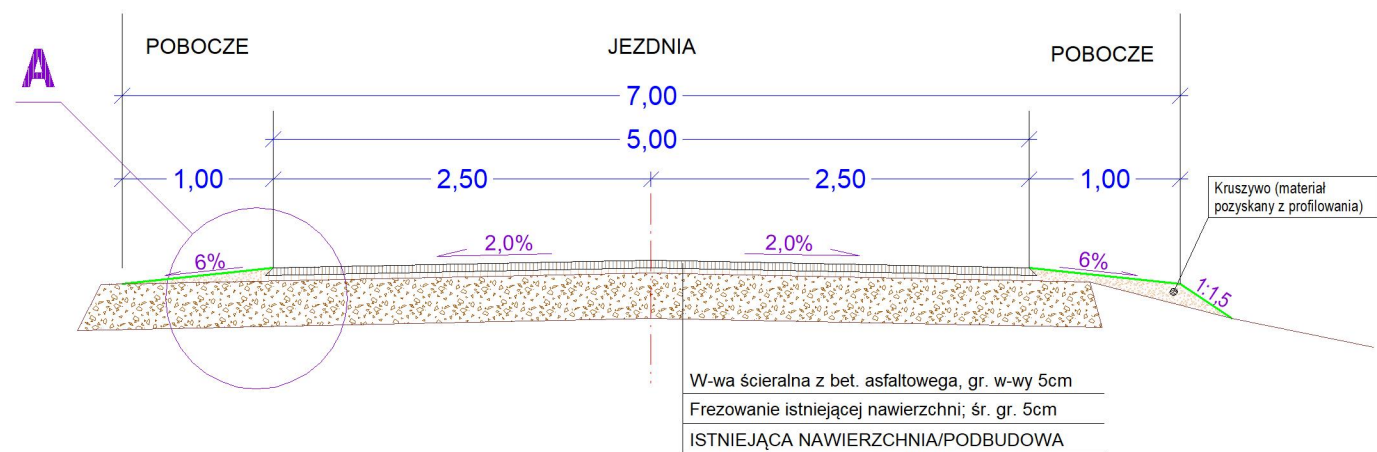 POBOCZE
JEZDNIA
POBOCZE
A
7,00
5,00
1,00
2,50
2,50
1,00
Kruszywo (materiał
pozyskany z profilowania)
6%
2,0%
2,0%
6%
1:1,5
W-wa ścieralna z bet. asfaltowega, gr. w-wy 5cm
Frezowanie istniejącej nawierzchni; śr. gr. 5cm
ISTNIEJĄCA NAWIERZCHNIA/PODBUDOWA